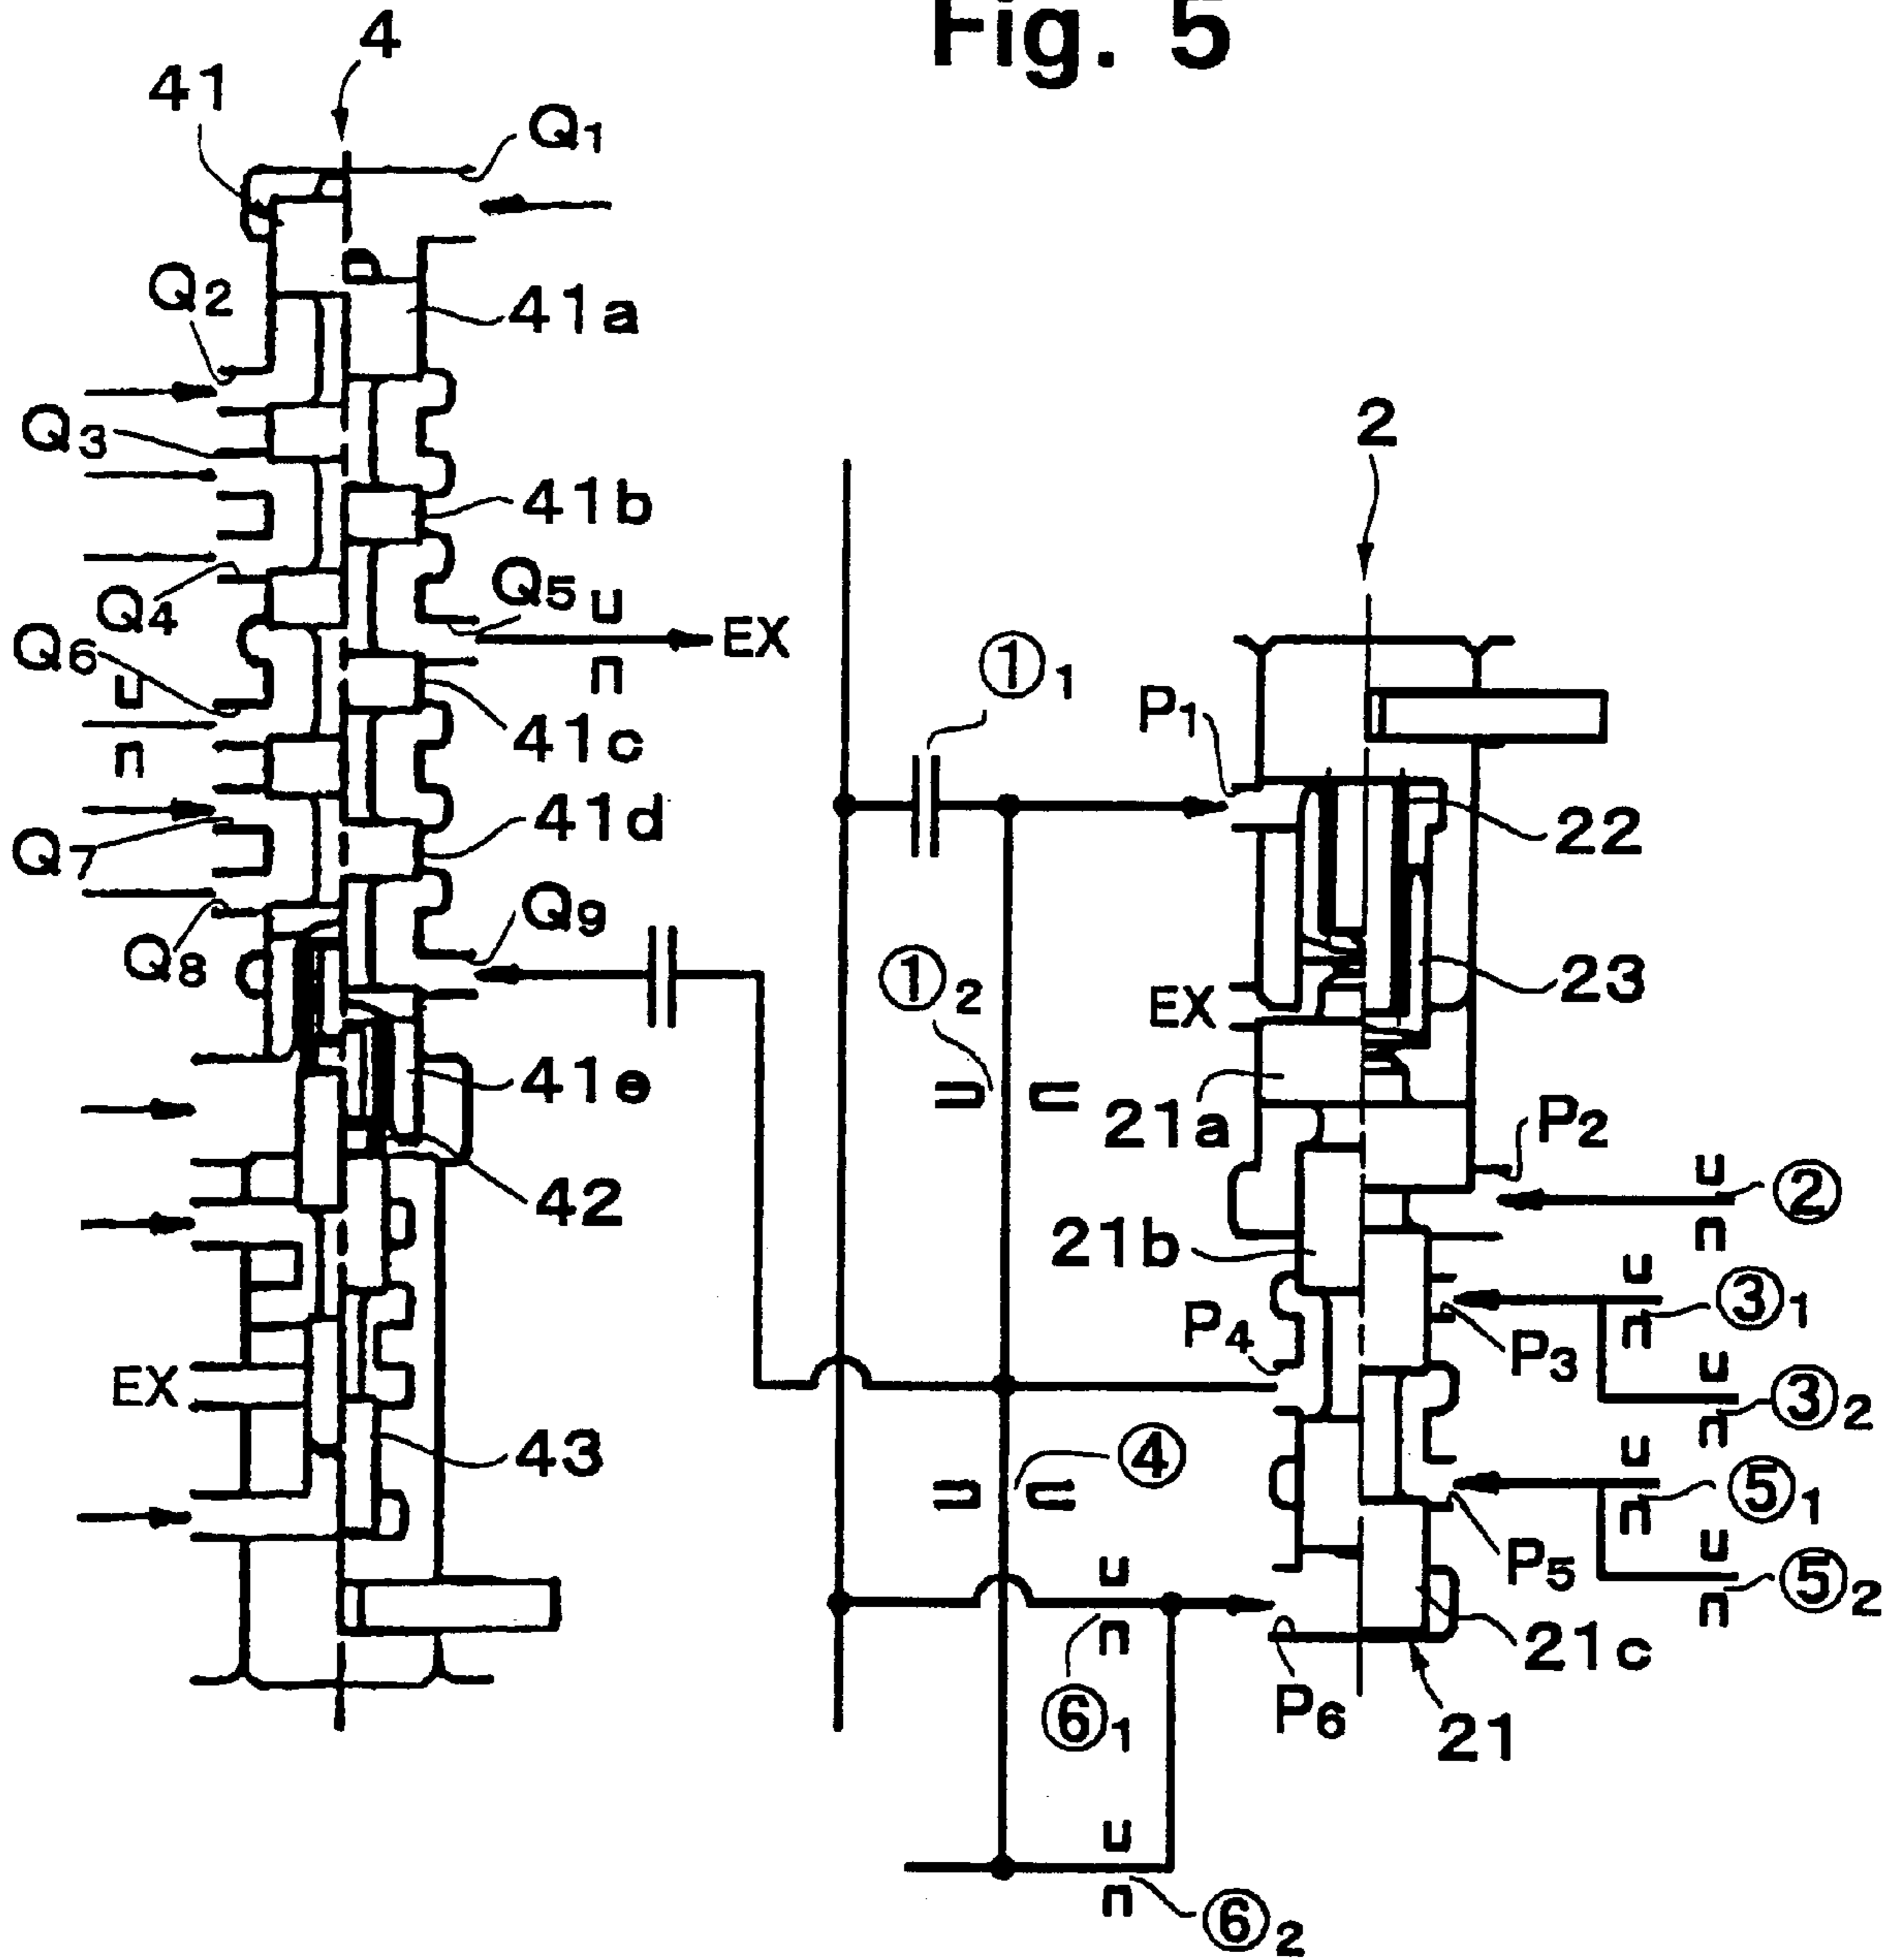 Fig. 5
4
41
Q1
Q2
41a
Q3
2
41b
Q4
Q5
EX
Q6
①1
P1
41c
41d
22
Q7
Q9
Q8
①2
23
EX
41e
21a
P2
②
42
21b
③1
P4
P3
③2
EX
43
④
⑤1
P5
⑤2
21c
⑥1
P6
21
⑥2